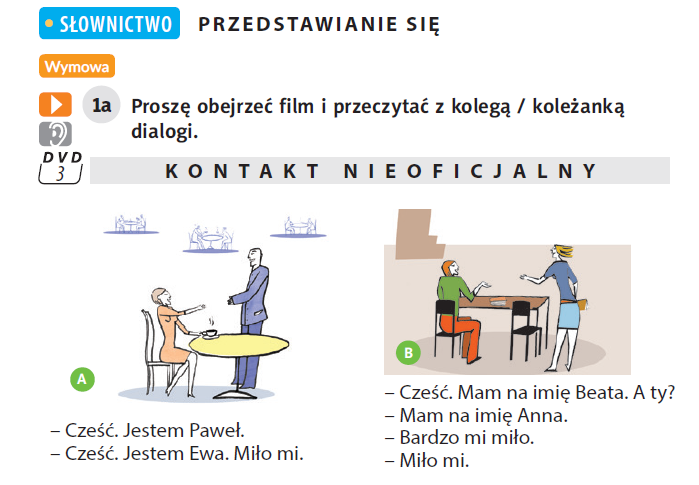 SŁOWNICTWO PRZEDSTAWIANIE SIĘ
Wymowa
1a Proszę obejrzeć film i przeczytać z kolegą / koleżanką
dialogi.
DVD
3
KONTAKT NIEOFICJALNY
A
– Cześć. Jestem Paweł.
– Cześć. Jestem Ewa. Miło mi.
B
– Cześć. Mam na imię Beata. A ty?
– Mam na imię Anna.
– Bardzo mi miło.
– Miło mi.